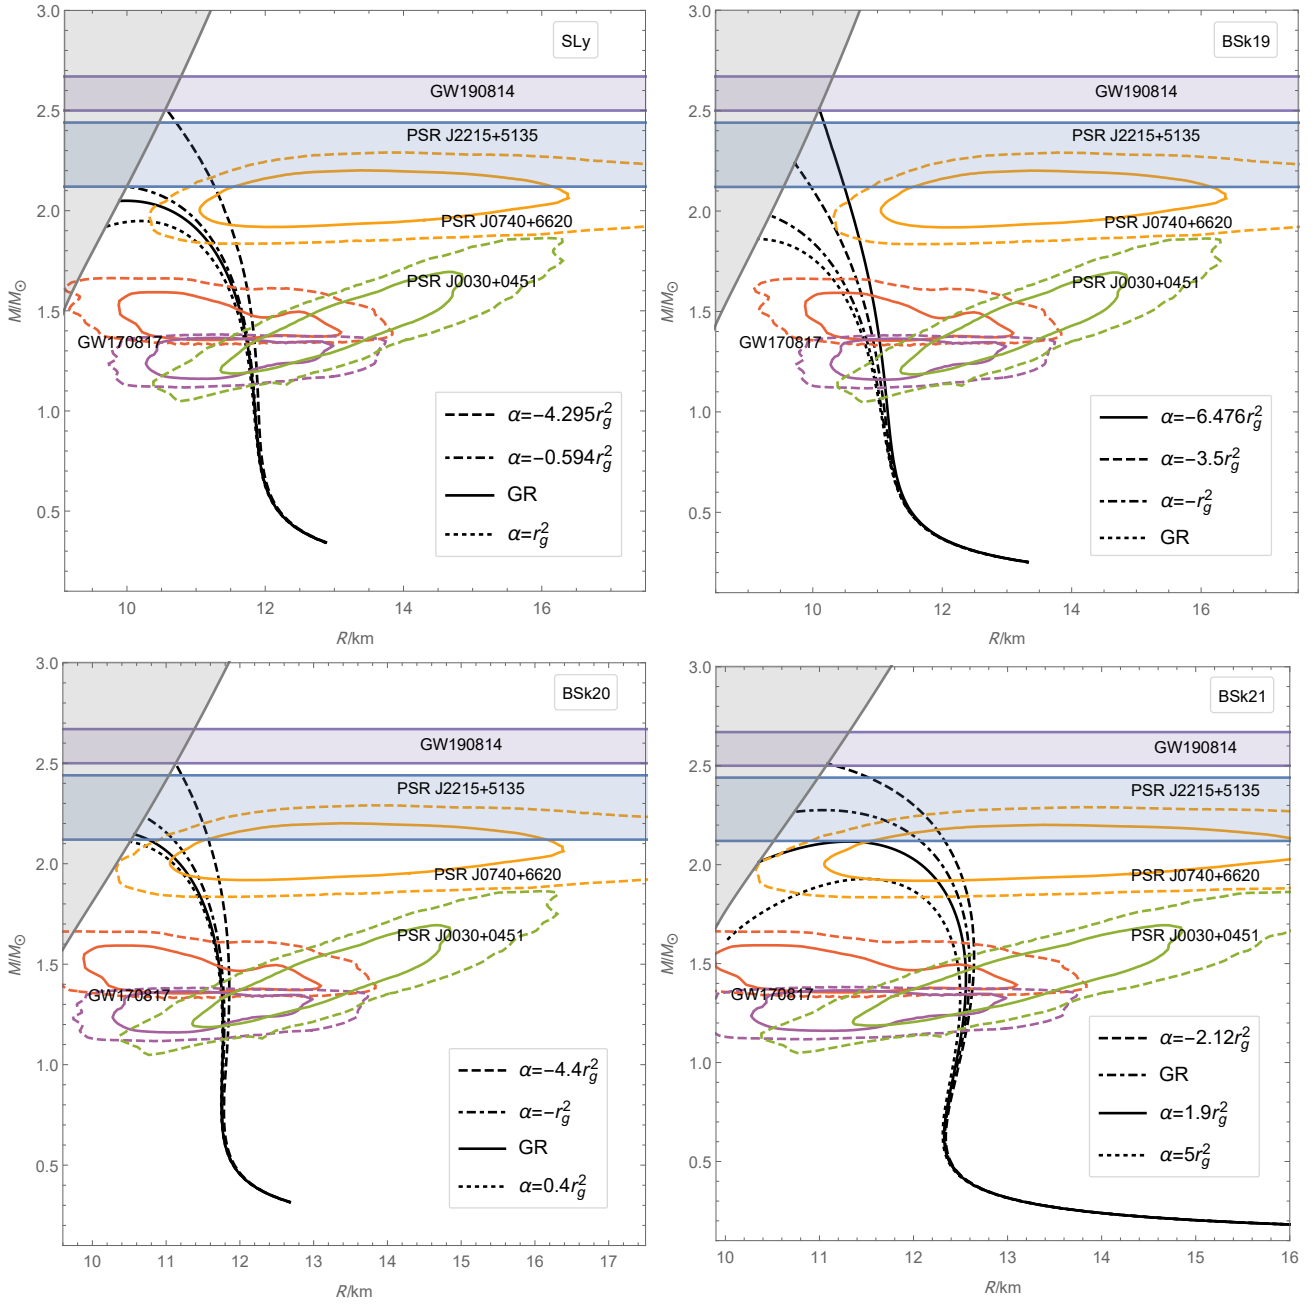 SLy
3.0
2.5
2.0
1.5
1.0
0.5
M/M⊙
GW190814
PSR J2215+5135
PSR J0740+6620
PSR J0030+0451
GW170817
α=−4.295r_g^2
α=−0.594r_g^2
GR
α=r_g^2
10 12 14 16
R/km
BSk19
3.0
2.5
2.0
1.5
1.0
0.5
M/M⊙
GW190814
PSR J2215+5135
PSR J0740+6620
PSR J0030+0451
GW170817
α=−6.476r_g^2
α=−3.5r_g^2
α=−r_g^2
GR
10 12 14 16
R/km
BSk20
3.0
2.5
2.0
1.5
1.0
0.5
M/M⊙
GW190814
PSR J2215+5135
PSR J0740+6620
PSR J0030+0451
GW170817
α=−4.4r_g^2
α=−r_g^2
GR
α=0.4r_g^2
10 11 12 13 14 15 16 17
R/km
BSk21
3.0
2.5
2.0
1.5
1.0
0.5
M/M⊙
GW190814
PSR J2215+5135
PSR J0740+6620
PSR J0030+0451
GW170817
α=−2.12r_g^2
GR
α=1.9r_g^2
α=5r_g^2
10 11 12 13 14 15 16
R/km